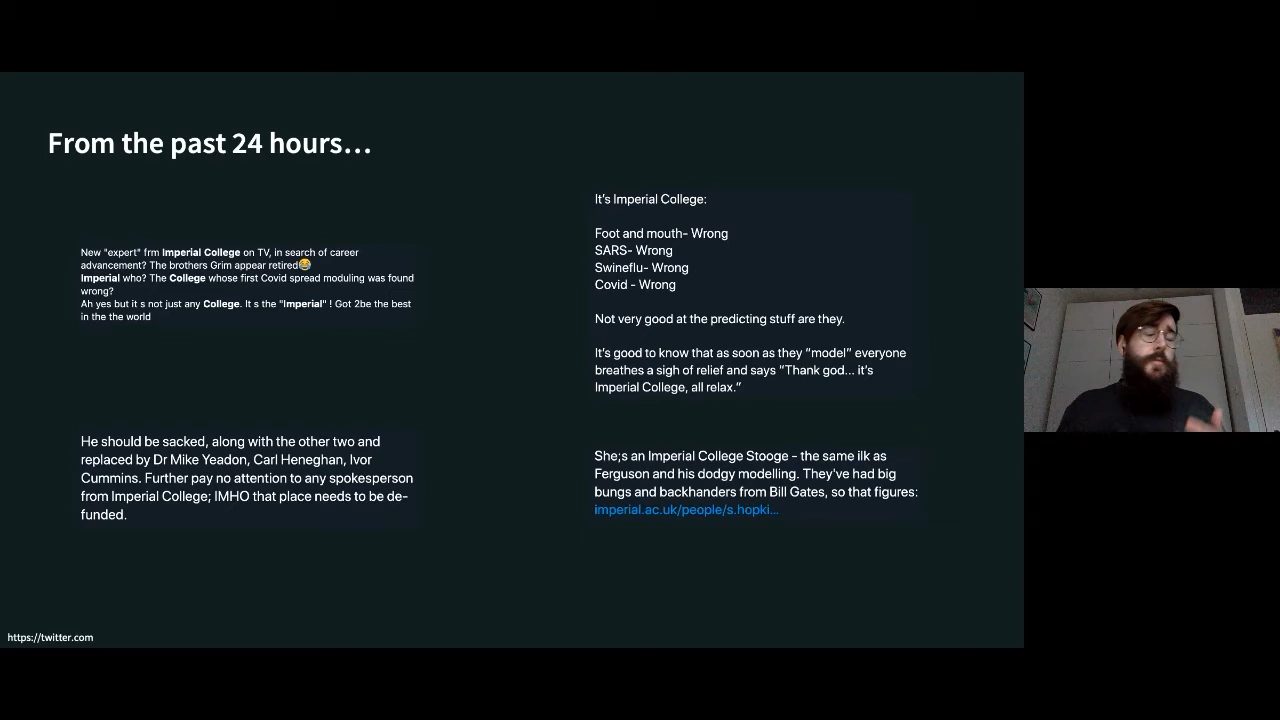 From the past 24 hours...
New "expert" frm Imperial College on TV, in search of career
advancement? The brothers Grim appear retired😂
Imperial who? The College whose first Covid spread moduling was found
wrong?
Ah yes but it s not just any College. It s the "Imperial" ! Got 2be the best
in the the world
It's Imperial College:
Foot and mouth- Wrong
SARS- Wrong
Swineflu- Wrong
Covid - Wrong
Not very good at the predicting stuff are they.
It's good to know that as soon as they “model” everyone
breathes a sigh of relief and says “Thank god... it's
Imperial College, all relax.”
He should be sacked, along with the other two and
replaced by Dr Mike Yeadon, Carl Heneghan, Ivor
Cummins. Further pay no attention to any spokesperson
from Imperial College; IMHO that place needs to be de-
funded.
She;s an Imperial College Stooge - the same ilk as
Ferguson and his dodgy modelling. They've had big
bungs and backhanders from Bill Gates, so that figures:
imperial.ac.uk/people/s.hopki...
https://twitter.com